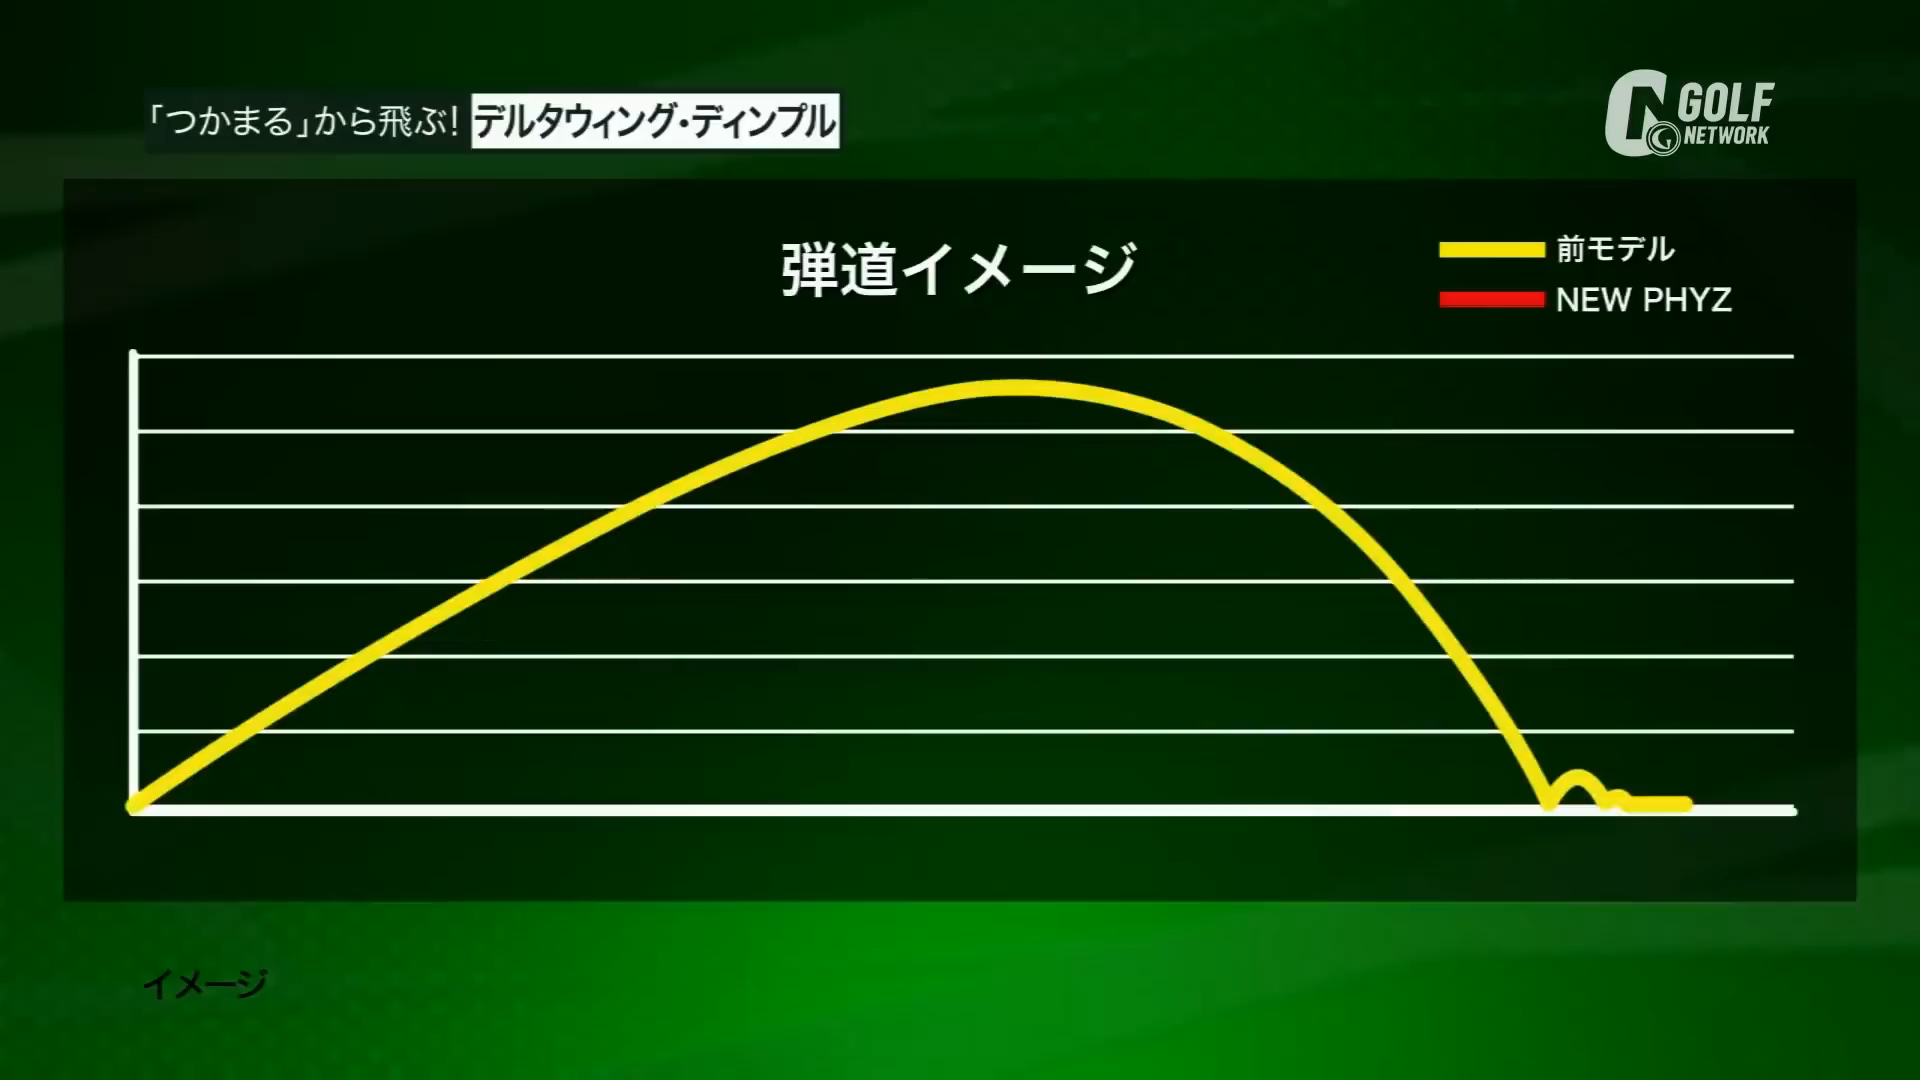 「つかまる」から飛ぶ！デルタウィング・ディンプル
GOLF
NETWORK
弾道イメージ
前モデル
NEW PHYZ
イメージ